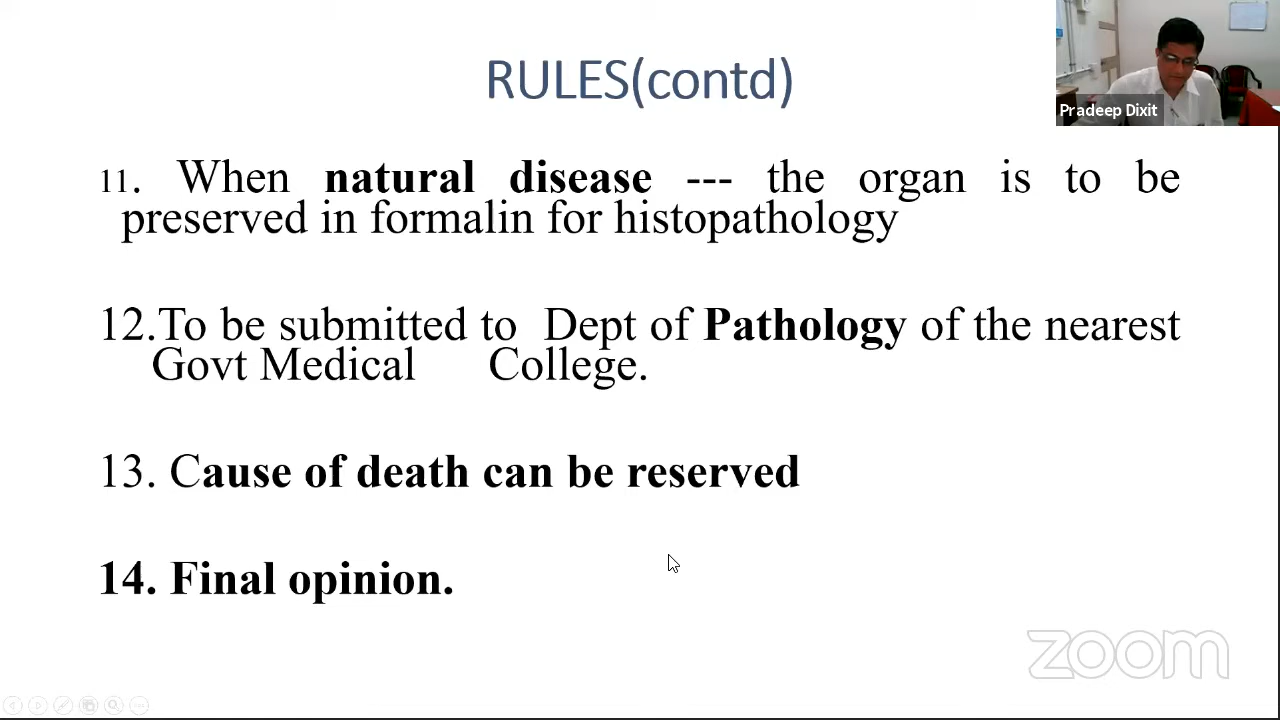 RULES(contd)
Pradeep Dixit
11. When natural disease --- the organ is to be
preserved in formalin for histopathology
12.To be submitted to Dept of Pathology of the nearest
Govt Medical College.
13. Cause of death can be reserved
14. Final opinion.
zoom